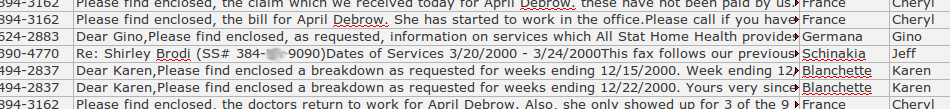 894-3162 Please find enclosed, the claim which we received today for April Debrow. these have not been paid by us. France Cheryl
894-3162 Please find enclosed, the bill for April Debrow. She has started to work in the office.Please call if you have France Cheryl
624-2883 Dear Gino,Please find enclosed, as requested, information on services which All Stat Home Health provide Germana Gino
390-4770 Re: Shirley Brodi (SS# 384- -9090)Dates of Services 3/20/2000 - 3/24/2000This fax follows our previous Schinakia Jeff
494-2837 Dear Karen,Please find enclosed a breakdown as requested for weeks ending 12/15/2000. Week ending 12/ Blanchette Karen
494-2837 Dear Karen,Please find enclosed a breakdown as requested for weeks ending 12/22/2000. Yours very since Blanchette Karen
894-3162 Please find enclosed, the doctors return to work for April Debrow. Also, she only showed up for 3 of the 9 France Cheryl